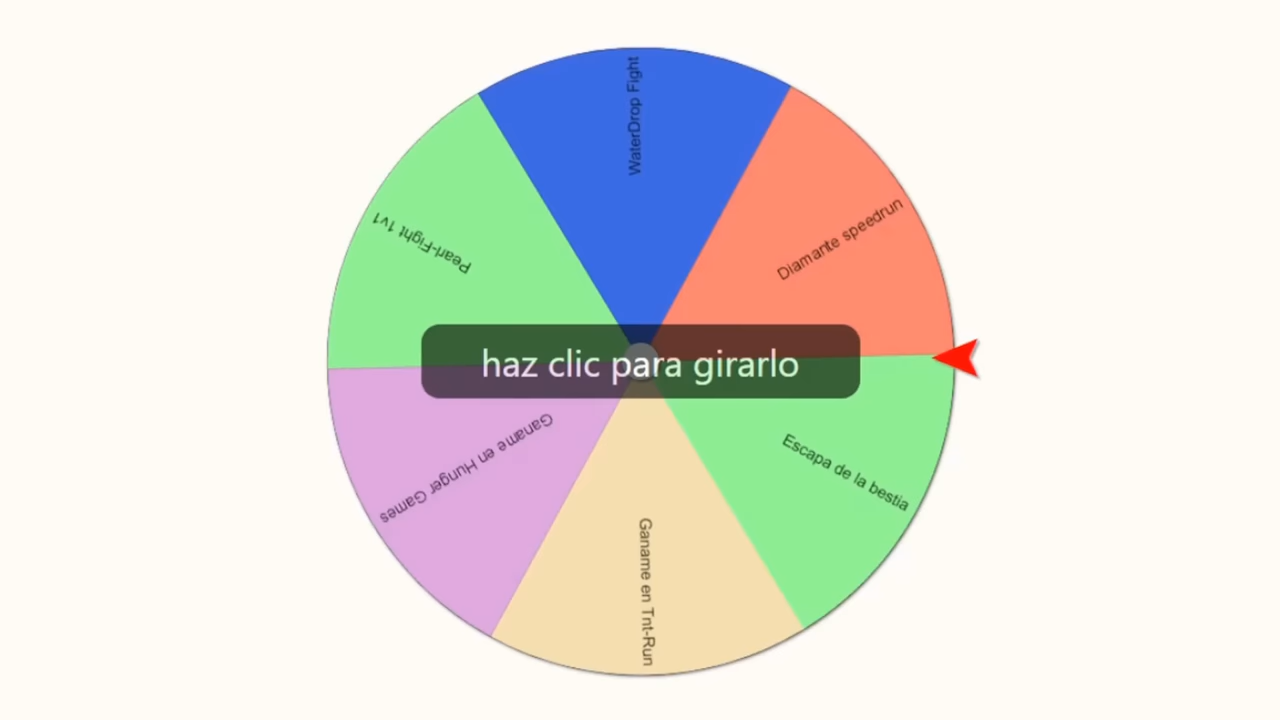 WaterDrop Fight
Diamante speedrun
Pearl-Fight 1v1
haz clic para girarlo
Escapa de la bestia
Ganame en Hunger Games
Ganame en Tnt-Run